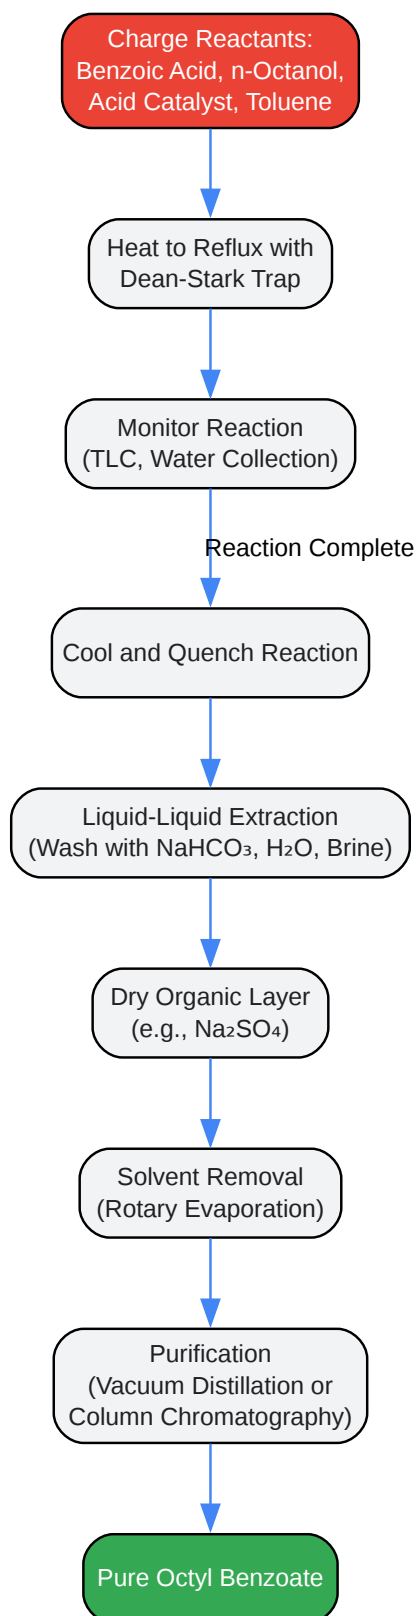 Charge Reactants:
Benzoic Acid, n-Octanol,
Acid Catalyst, Toluene
Heat to Reflux with
Dean-Stark Trap
Monitor Reaction
(TLC, Water Collection)
Reaction Complete
Cool and Quench Reaction
Liquid-Liquid Extraction
(Wash with NaHCO₃, H₂O, Brine)
Dry Organic Layer
(e.g., Na₂SO₄)
Solvent Removal
(Rotary Evaporation)
Purification
(Vacuum Distillation or
Column Chromatography)
Pure Octyl Benzoate